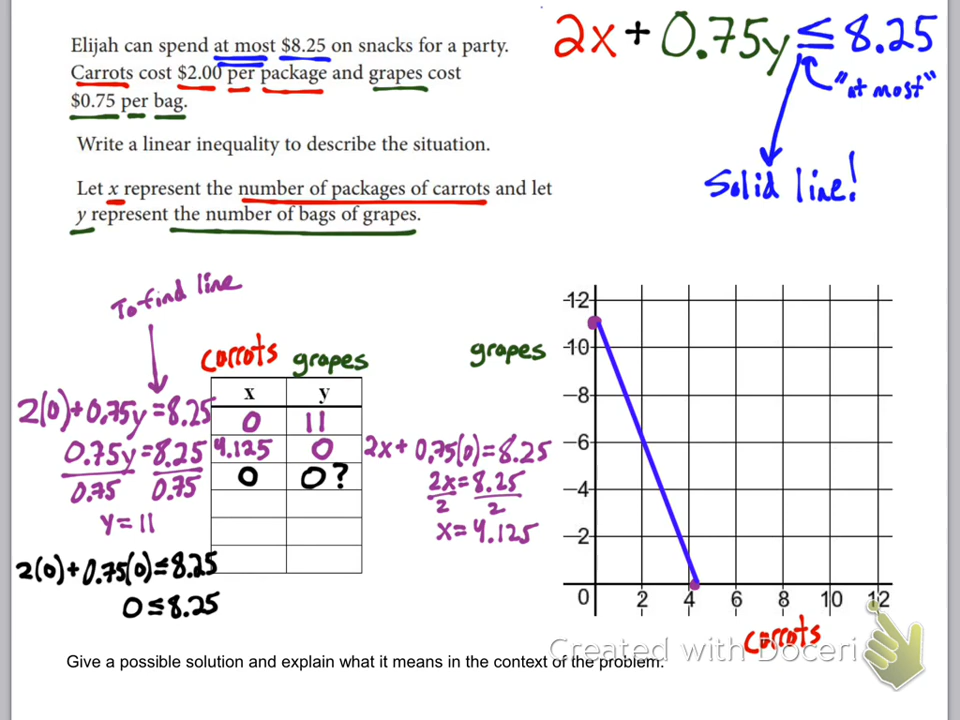 Elijah can spend at most $8.25 on snacks for a party.
Carrots cost $2.00 per package and grapes cost
$0.75 per bag.
Write a linear inequality to describe the situation.
Let x represent the number of packages of carrots and let
y represent the number of bags of grapes.
2x + 0.75y ≤ 8.25
"at most"
Solid line!
To find line
carrots grapes
x y
0 11
4.125 0
0 0?
2(0)+0.75y=8.25
0.75y=8.25
0.75 0.75
y=11
2(0)+0.75(0)≤8.25
0≤8.25
2x+0.75(0)=8.25
2x=8.25
2 2
x=4.125
grapes
12
10
8
6
4
2
0 2 4 6 8 10 12
carrots
Created with Doceri
Give a possible solution and explain what it means in the context of the problem.